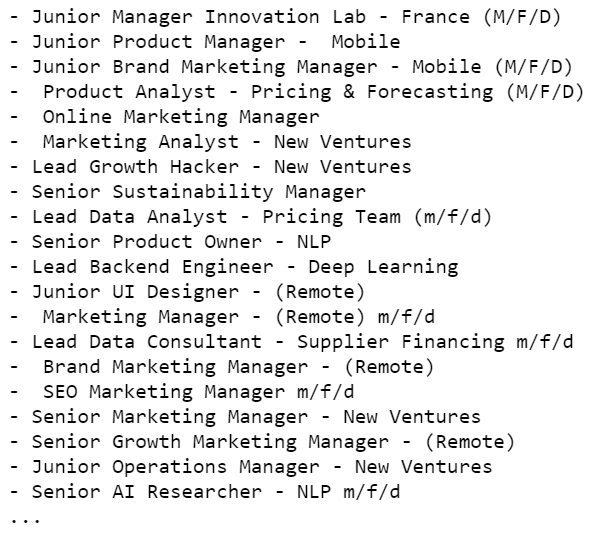 - Junior Manager Innovation Lab - France (M/F/D)
- Junior Product Manager -  Mobile
- Junior Brand Marketing Manager - Mobile (M/F/D)
-  Product Analyst - Pricing & Forecasting (M/F/D)
-  Online Marketing Manager
-  Marketing Analyst - New Ventures
- Lead Growth Hacker - New Ventures
- Senior Sustainability Manager
- Lead Data Analyst - Pricing Team (m/f/d)
- Senior Product Owner - NLP
- Lead Backend Engineer - Deep Learning
- Junior UI Designer - (Remote)
-  Marketing Manager - (Remote) m/f/d
- Lead Data Consultant - Supplier Financing m/f/d
-  Brand Marketing Manager - (Remote)
-  SEO Marketing Manager m/f/d
- Senior Marketing Manager - New Ventures
- Senior Growth Marketing Manager - (Remote)
- Junior Operations Manager - New Ventures
- Senior AI Researcher - NLP m/f/d
...